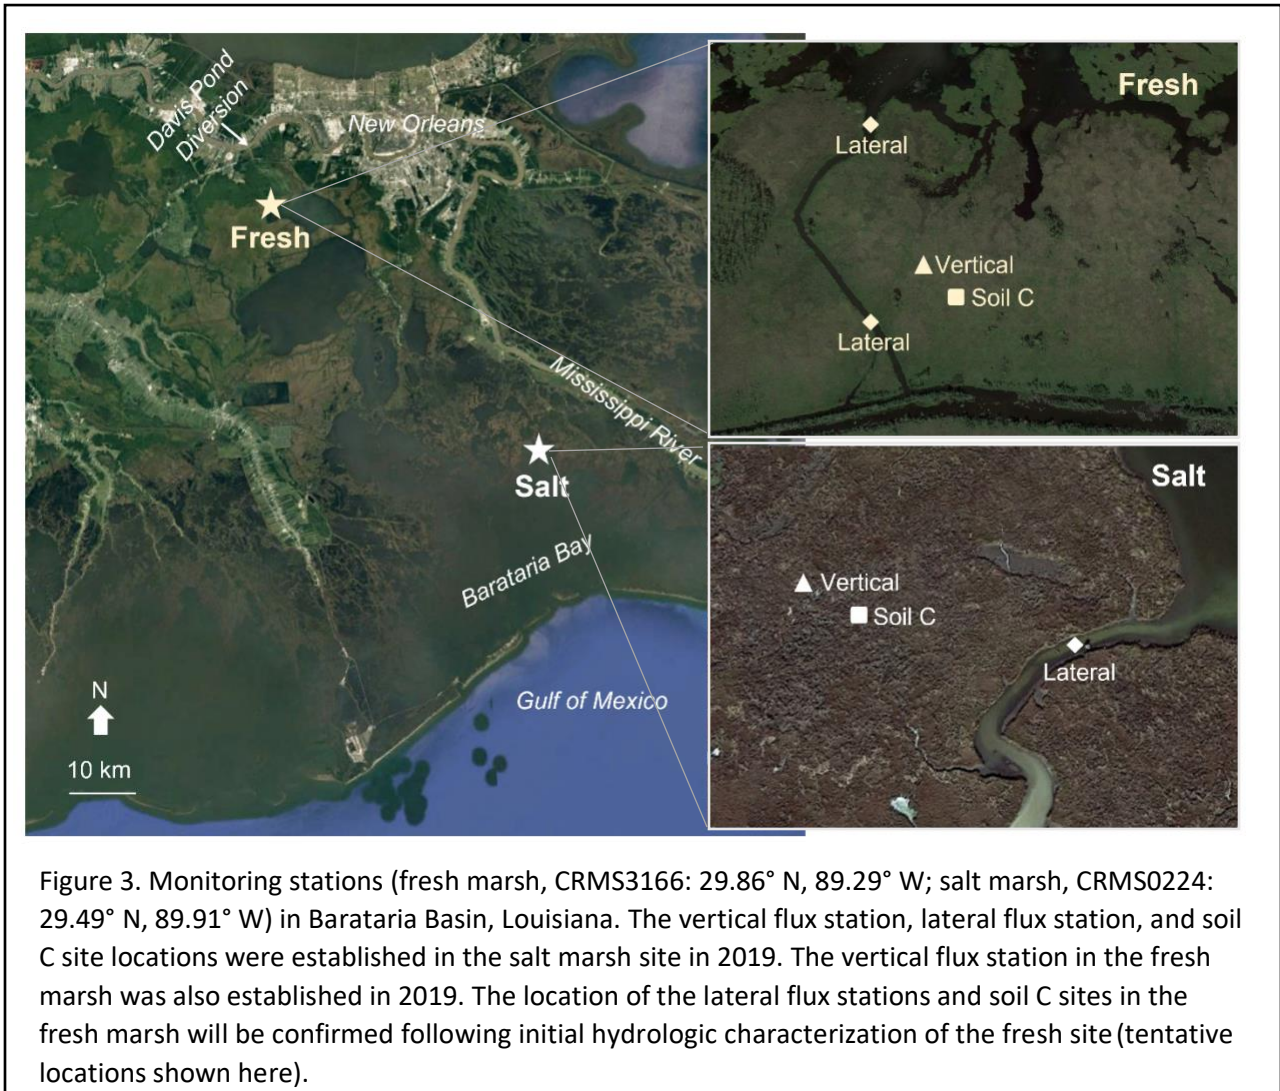 Davis Pond
Diversion
New Orleans
Fresh
Mississippi River
Salt
Barataria Bay
Gulf of Mexico
N
10 km
Fresh
Lateral
Vertical
Soil C
Lateral
Salt
Vertical
Soil C
Lateral
Figure 3. Monitoring stations (fresh marsh, CRMS3166: 29.86° N, 89.29° W; salt marsh, CRMS0224:
29.49° N, 89.91° W) in Barataria Basin, Louisiana. The vertical flux station, lateral flux station, and soil
C site locations were established in the salt marsh site in 2019. The vertical flux station in the fresh
marsh was also established in 2019. The location of the lateral flux stations and soil C sites in the
fresh marsh will be confirmed following initial hydrologic characterization of the fresh site (tentative
locations shown here).